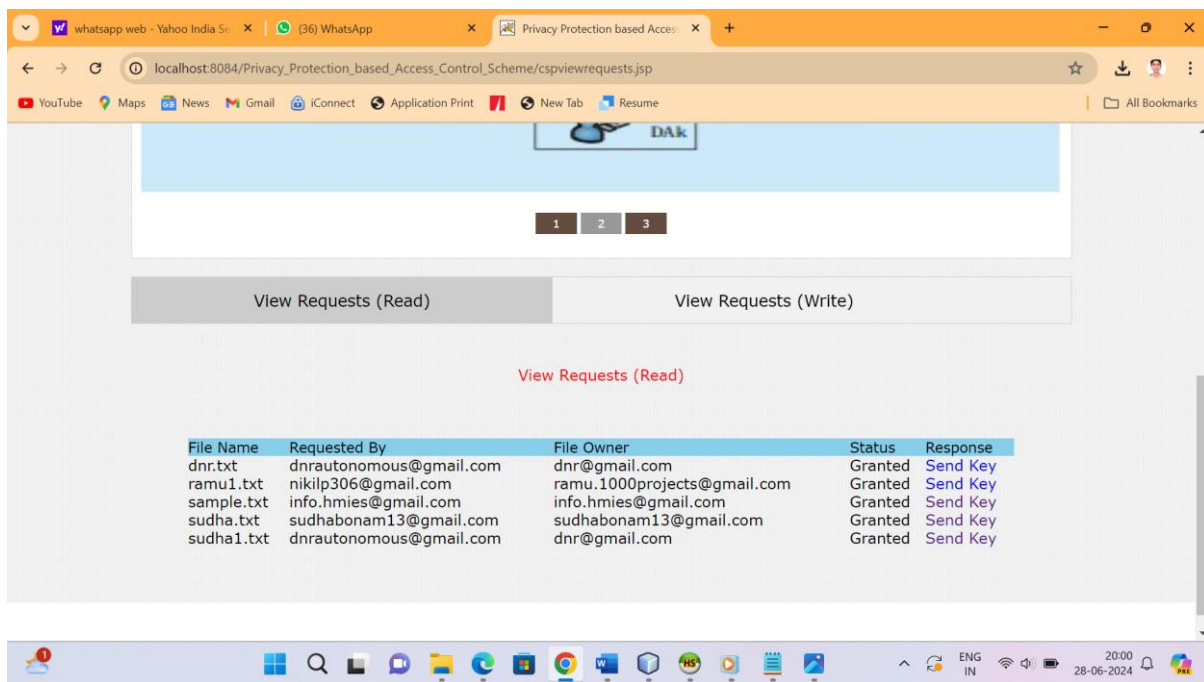 whatsapp web - Yahoo India Se
(36) WhatsApp
Privacy Protection based Acces
localhost:8084/Privacy_Protection_based_Access_Control_Scheme/cspviewrequests.jsp
YouTube Maps News Gmail iConnect Application Print New Tab Resume All Bookmarks
DAk
1 2 3
View Requests (Read) View Requests (Write)
View Requests (Read)
File Name Requested By File Owner Status Response
dnr.txt dnrautonomous@gmail.com dnr@gmail.com Granted Send Key
ramu1.txt nikilp306@gmail.com ramu.1000projects@gmail.com Granted Send Key
sample.txt info.hmies@gmail.com info.hmies@gmail.com Granted Send Key
sudha.txt sudhabonam13@gmail.com sudhabonam13@gmail.com Granted Send Key
sudha1.txt dnrautonomous@gmail.com dnr@gmail.com Granted Send Key
1
ENG 20:00
IN 28-06-2024
PRE